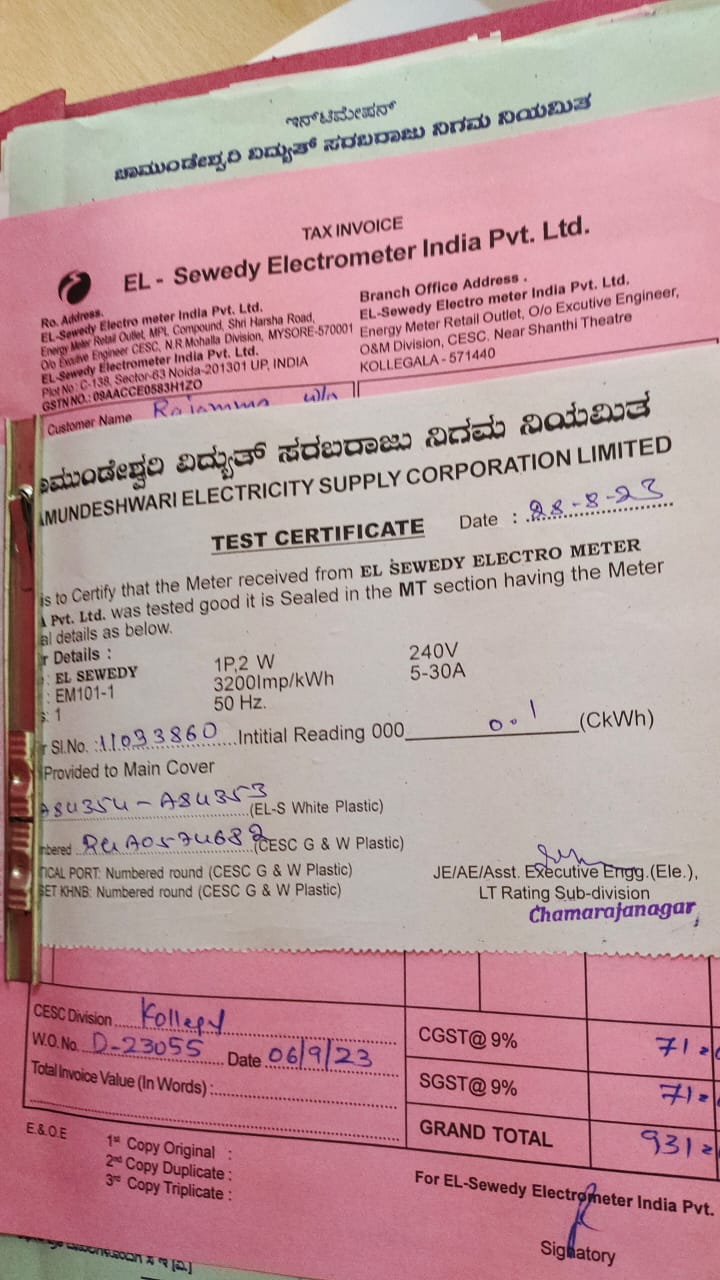 ಇನ್‌ಟಿಮೇಷನ್
ಚಾಮುಂಡೇಶ್ವರಿ ವಿದ್ಯುತ್ ಸರಬರಾಜು ನಿಗಮ ನಿಯಮಿತ
TAX INVOICE
EL - Sewedy Electrometer India Pvt. Ltd.
Ro. Address.
EL-Sewedy Electro meter India Pvt. Ltd.
Energy Meter Retail Outlet, MPL Compound, Shri Harsha Road,
O/o Excutive Engineer CESC, N.R.Mohalla Division, MYSORE-570001
EL-Sewedy Electrometer India Pvt. Ltd.
Plot No : C-138, Sector-63 Noida-201301 UP, INDIA
GSTN NO.: 09AACCE0583H1ZO
Branch Office Address .
EL-Sewedy Electro meter India Pvt. Ltd.
Energy Meter Retail Outlet, O/o Excutive Engineer,
O&M Division, CESC. Near Shanthi Theatre
KOLLEGALA - 571440
Customer Name Rajamma w/o
ಾಮುಂಡೇಶ್ವರಿ ವಿದ್ಯುತ್ ಸರಬರಾಜು ನಿಗಮ ನಿಯಮಿತ
AMUNDESHWARI ELECTRICITY SUPPLY CORPORATION LIMITED
TEST CERTIFICATE Date : 28-8-23
is to Certify that the Meter received from EL SEWEDY ELECTRO METER
A Pvt. Ltd. was tested good it is Sealed in the MT section having the Meter
al details as below.
r Details :
: EL SEWEDY 1P,2 W 240V
: EM101-1 3200Imp/kWh 5-30A
s: 1 50 Hz.
r Sl.No. :11093860 Intitial Reading 000 0.1 (CkWh)
Provided to Main Cover
A84354 - A84353 (EL-S White Plastic)
nbered (CESC G & W Plastic)
TICAL PORT: Numbered round (CESC G & W Plastic)
SET KHNB: Numbered round (CESC G & W Plastic)
JE/AE/Asst. Executive Engg.(Ele.),
LT Rating Sub-division
Chamarajanagar
CESC Division
W.O. No. D-23055 Date 06/9/23
Total Invoice Value (In Words) :
CGST@ 9% 71=
SGST@ 9% 71=
GRAND TOTAL 931=
E.& O.E
1st Copy Original :
2nd Copy Duplicate :
3rd Copy Triplicate :
For EL-Sewedy Electrometer India Pvt.
Signatory